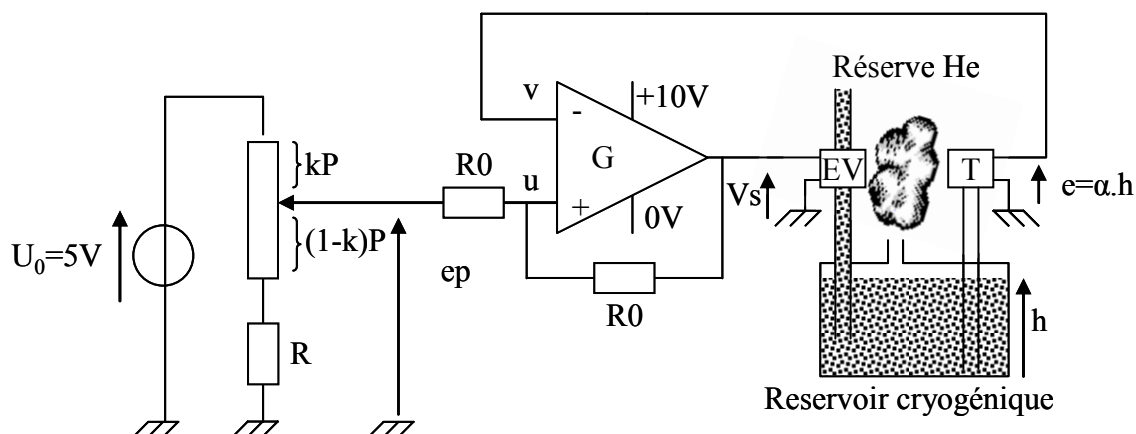 Réserve He
v
+10V
-
kP
G
EV
T
R0
u
Vs
e=α.h
+
0V
U₀=5V
(1-k)P
ep
R0
h
R
Reservoir cryogénique